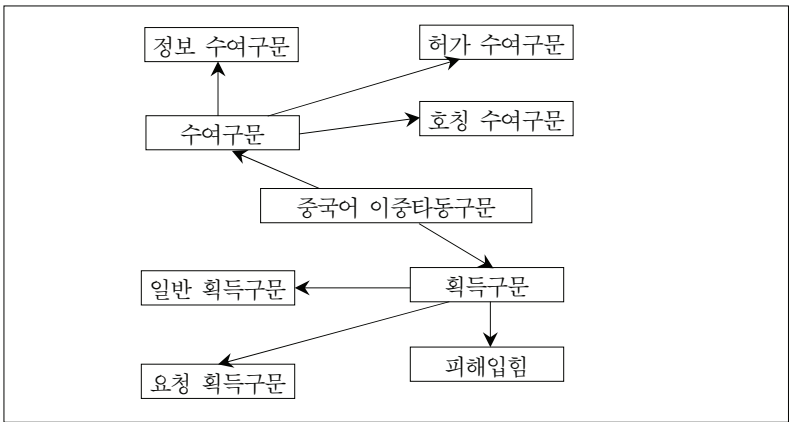 정보 수여구문
허가 수여구문
수여구문
호칭 수여구문
중국어 이중타동구문
일반 획득구문
획득구문
요청 획득구문
피해입힘